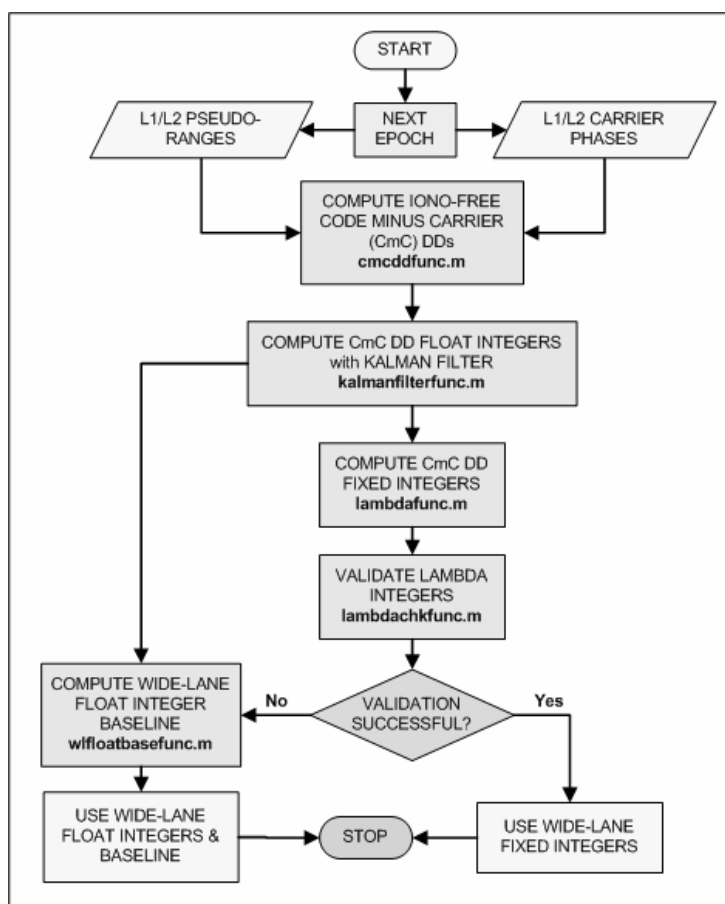 START
L1/L2 PSEUDO-
RANGES
NEXT
EPOCH
L1/L2 CARRIER
PHASES
COMPUTE IONO-FREE
CODE MINUS CARRIER
(CmC) DDs
cmcddfunc.m
COMPUTE CmC DD FLOAT INTEGERS
with KALMAN FILTER
kalmanfilterfunc.m
COMPUTE CmC DD
FIXED INTEGERS
lambdafunc.m
VALIDATE LAMBDA
INTEGERS
lambdachkfunc.m
COMPUTE WIDE-LANE
FLOAT INTEGER
BASELINE
wlfloatbasefunc.m
No
VALIDATION
SUCCESSFUL?
Yes
USE WIDE-LANE
FLOAT INTEGERS &
BASELINE
STOP
USE WIDE-LANE
FIXED INTEGERS